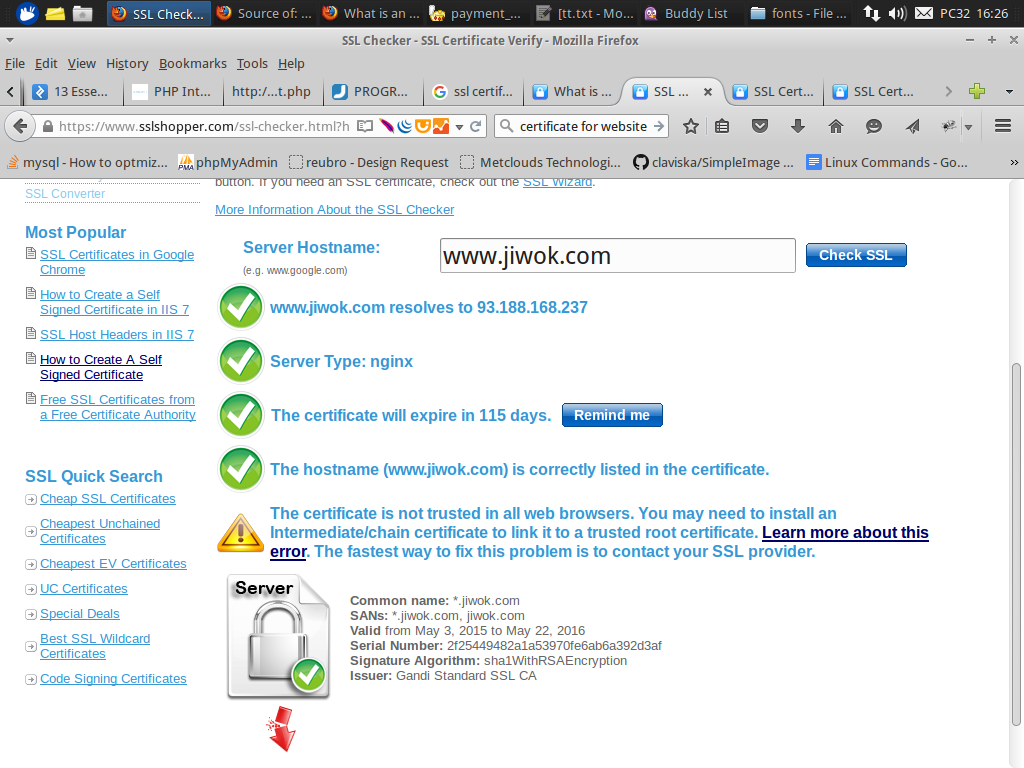 SSL Check...
Source of: ...
What is an ...
payment_...
[tt.txt - Mo...
Buddy List
fonts - File ...
PC32 16:26
SSL Checker - SSL Certificate Verify - Mozilla Firefox
File Edit View History Bookmarks Tools Help
13 Esse...
PHP Int...
http:/...t.php
PROGR...
ssl certif...
What is ...
SSL ...
SSL Cert...
SSL Cert...
https://www.sslshopper.com/ssl-checker.html?h
certificate for website
mysql - How to optmiz...
phpMyAdmin
reubro - Design Request
Metclouds Technologi...
claviska/SimpleImage ...
Linux Commands - Go...
SSL Converter
Most Popular
SSL Certificates in Google
Chrome
How to Create a Self
Signed Certificate in IIS 7
SSL Host Headers in IIS 7
How to Create A Self
Signed Certificate
Free SSL Certificates from
a Free Certificate Authority
SSL Quick Search
Cheap SSL Certificates
Cheapest Unchained
Certificates
Cheapest EV Certificates
UC Certificates
Special Deals
Best SSL Wildcard
Certificates
Code Signing Certificates
button. If you need an SSL certificate, check out the SSL Wizard.
More Information About the SSL Checker
Server Hostname:
(e.g. www.google.com)
www.jiwok.com
Check SSL
www.jiwok.com resolves to 93.188.168.237
Server Type: nginx
The certificate will expire in 115 days.
Remind me
The hostname (www.jiwok.com) is correctly listed in the certificate.
The certificate is not trusted in all web browsers. You may need to install an
Intermediate/chain certificate to link it to a trusted root certificate. Learn more about this
error. The fastest way to fix this problem is to contact your SSL provider.
Server
Common name: *.jiwok.com
SANs: *.jiwok.com, jiwok.com
Valid from May 3, 2015 to May 22, 2016
Serial Number: 2f25449482a1a53970fe6ab6a392d3af
Signature Algorithm: sha1WithRSAEncryption
Issuer: Gandi Standard SSL CA